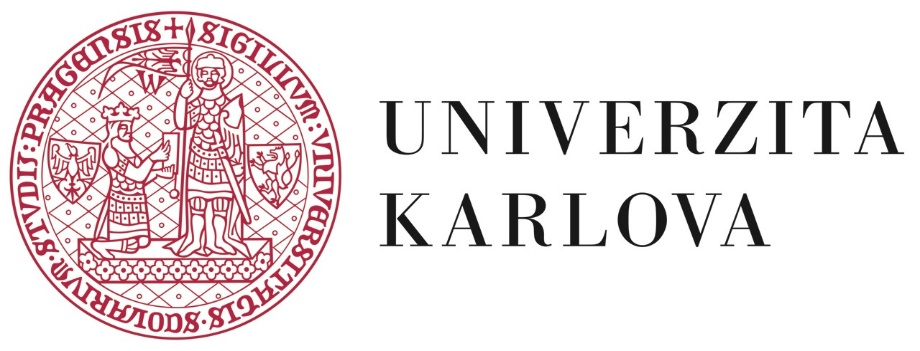 SIGILLVM: VNIVERSITATIS SCOLARIVM · STVDII: PRAGENSIS +
UNIVERZITA
KARLOVA